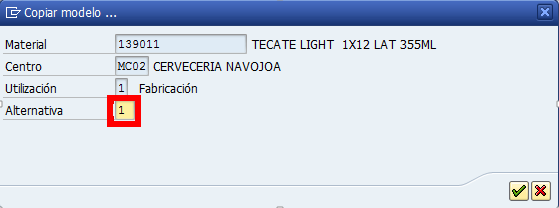 Copiar modelo ...
Material 139011 TECATE LIGHT 1X12 LAT 355ML
Centro MC02 CERVECERIA NAVOJOA
Utilización 1 Fabricación
Alternativa 1